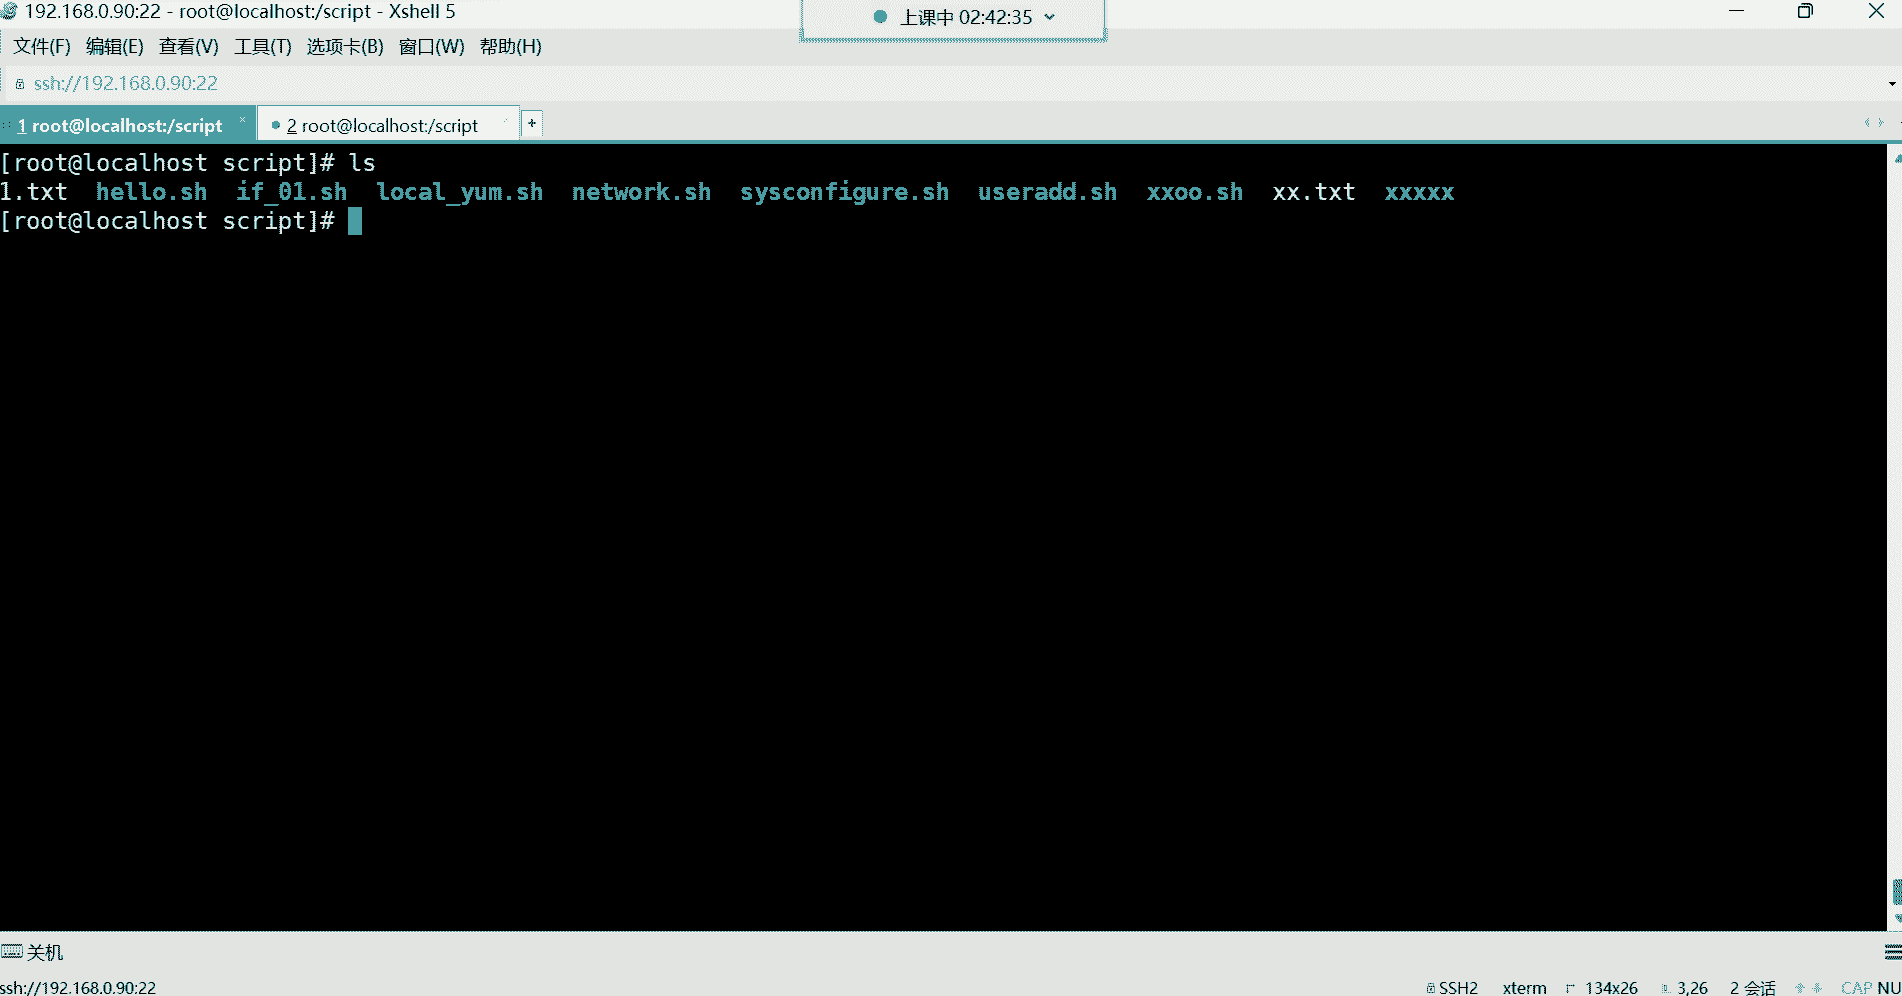 192.168.0.90:22 - root@localhost:/script - Xshell 5
上课中 02:42:35
文件(F) 编辑(E) 查看(V) 工具(T) 选项卡(B) 窗口(W) 帮助(H)
ssh://192.168.0.90:22
1 root@localhost:/script 2 root@localhost:/script +
[root@localhost script]# ls
1.txt hello.sh if_01.sh local_yum.sh network.sh sysconfigure.sh useradd.sh xxoo.sh xx.txt xxxxx
[root@localhost script]#
关机
ssh://192.168.0.90:22 SSH2 xterm 134x26 3,26 2 会话 CAP NU